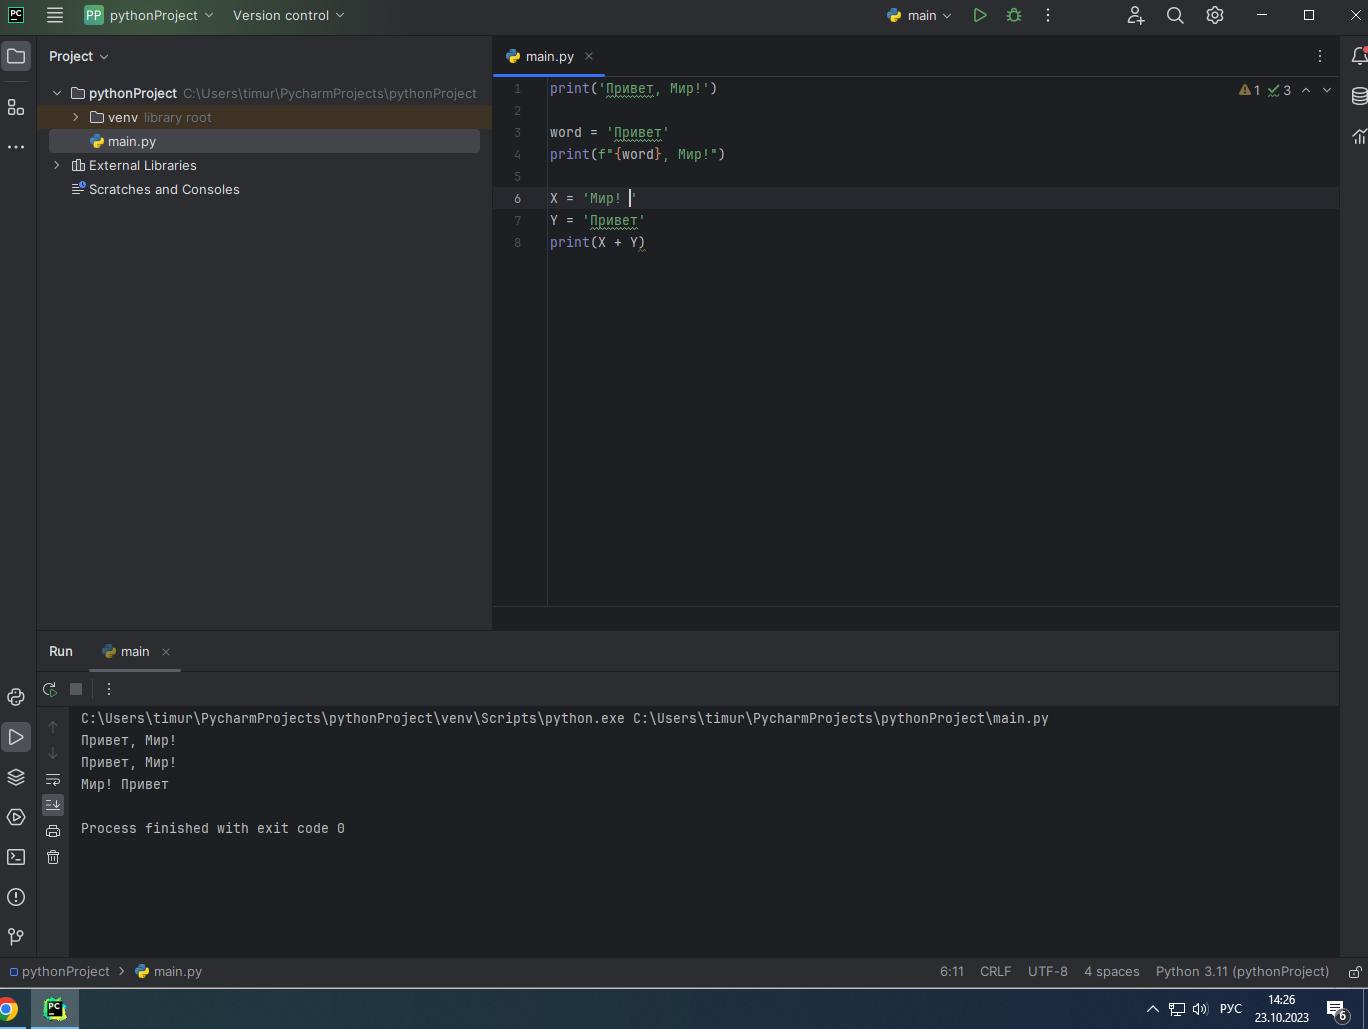 PC PP pythonProject Version control main
Project
main.py
pythonProject C:\Users\timur\PycharmProjects\pythonProject
venv library root
main.py
External Libraries
Scratches and Consoles
1 print('Привет, Мир!')
2
3 word = 'Привет'
4 print(f"{word}, Мир!")
5
6 X = 'Мир! '
7 Y = 'Привет'
8 print(X + Y)
1 3
Run main
C:\Users\timur\PycharmProjects\pythonProject\venv\Scripts\python.exe C:\Users\timur\PycharmProjects\pythonProject\main.py
Привет, Мир!
Привет, Мир!
Мир! Привет
Process finished with exit code 0
pythonProject main.py 6:11 CRLF UTF-8 4 spaces Python 3.11 (pythonProject)
PC РУС 14:26
23.10.2023
6